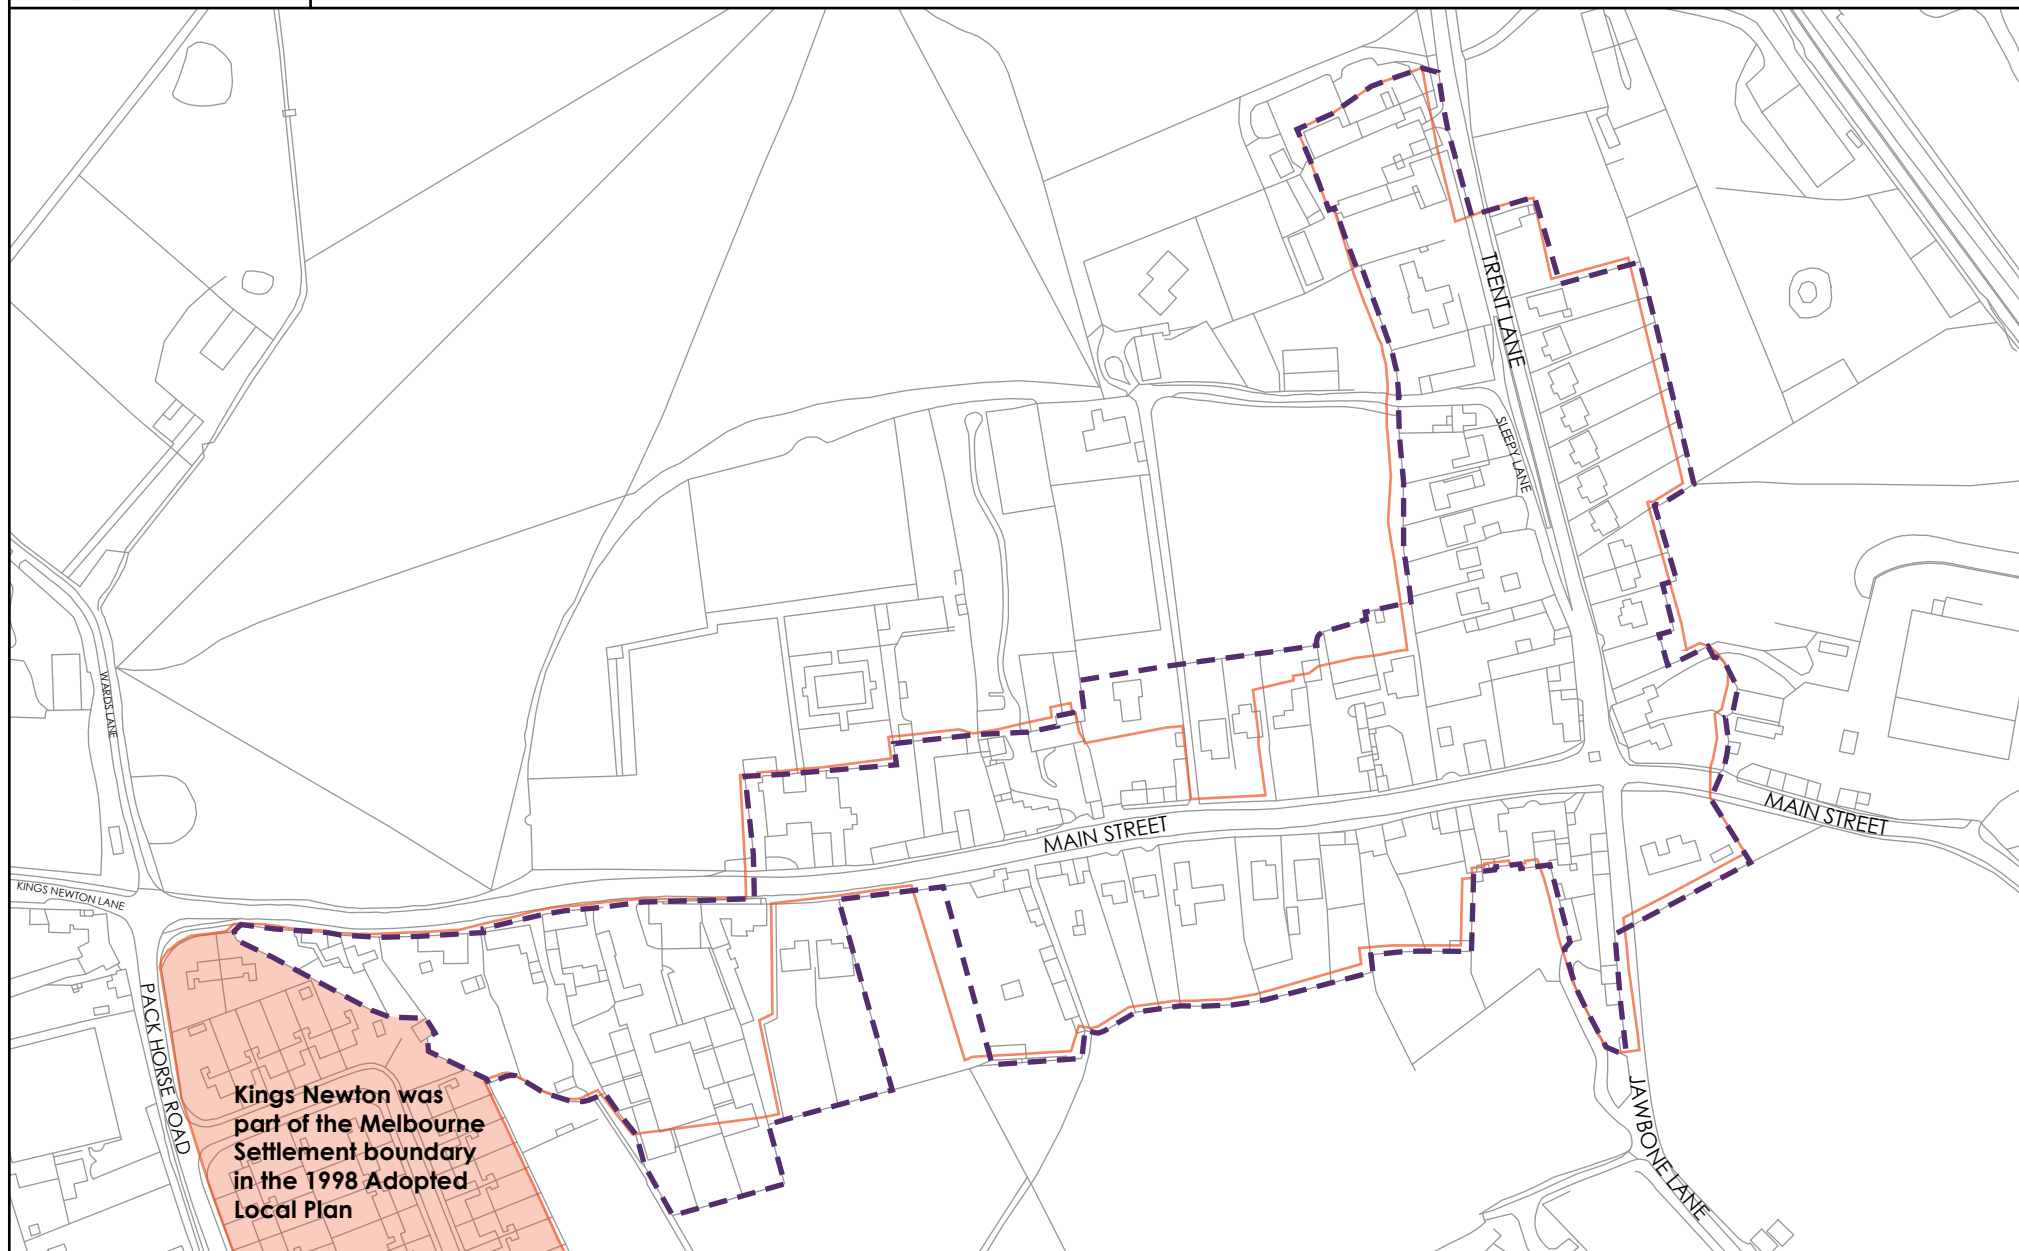 TRENT LANE
SLEEPY LANE
WARDS LANE
MAIN STREET
MAIN STREET
KINGS NEWTON LANE
PACK HORSE ROAD
Kings Newton was
part of the Melbourne
Settlement boundary
in the 1998 Adopted
Local Plan
JAWBONE LANE